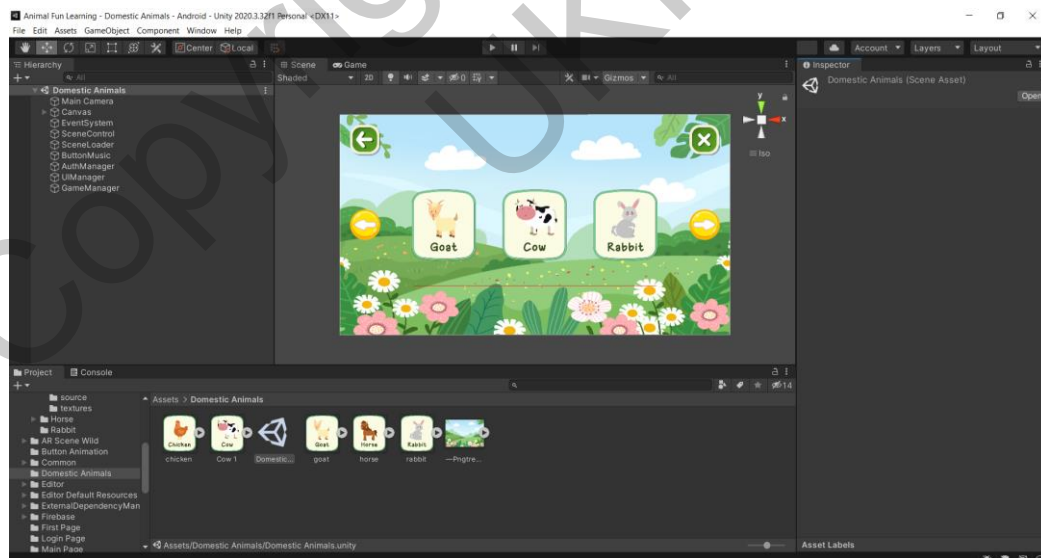 Animal Fun Learning - Domestic Animals - Android - Unity 2020.3.32f1 Personal <DX11>
File Edit Assets GameObject Component Window Help
Center Local
Account Layers Layout
Hierarchy
Scene Game
Inspector
All
Shaded 2D 0 Gizmos All
Domestic Animals (Scene Asset)
Open
Domestic Animals
Main Camera
Canvas
EventSystem
SceneControl
SceneLoader
ButtonMusic
AuthManager
UIManager
GameManager
y
x
Iso
Goat Cow Rabbit
Project Console
14
source
textures
Horse
Rabbit
AR Scene Wild
Button Animation
Common
Domestic Animals
Editor
Editor Default Resources
ExternalDependencyMan
Firebase
First Page
Login Page
Main Page
Assets > Domestic Animals
Chicken Cow Goat Horse Rabbit
chicken Cow 1 Domestic... goat horse rabbit —Pngtre...
Assets/Domestic Animals/Domestic Animals.unity
Asset Labels